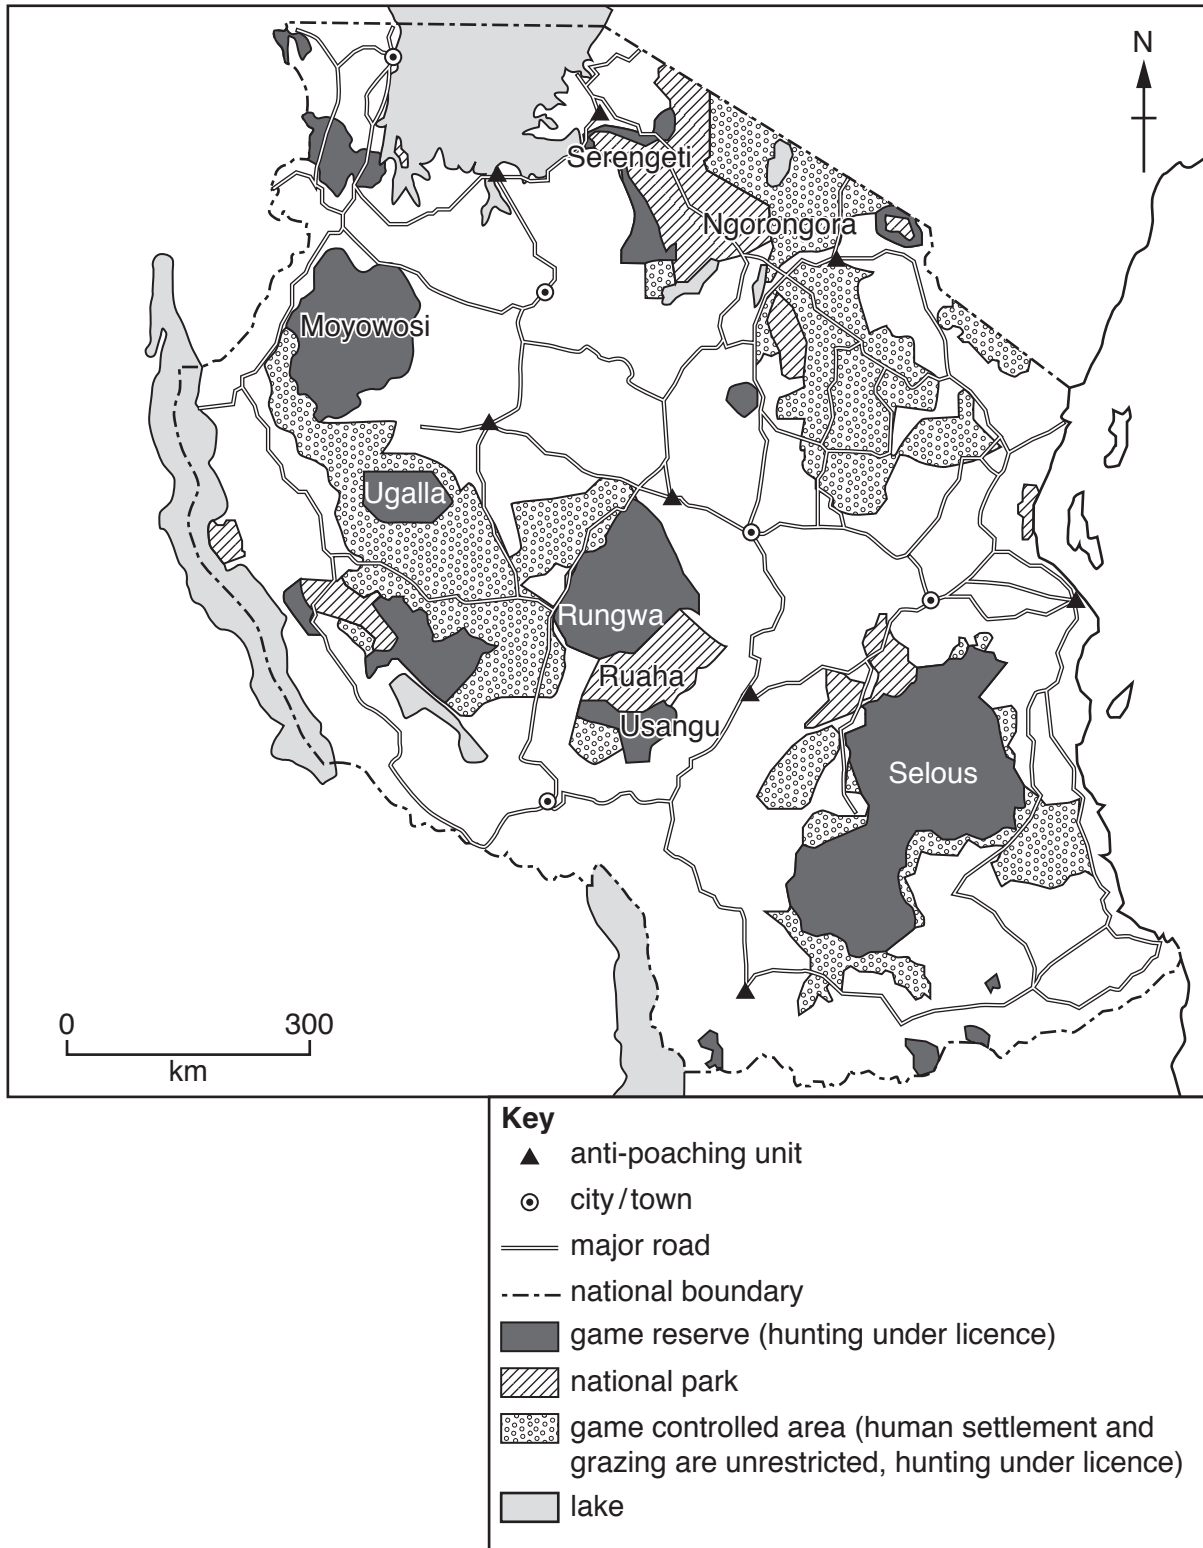 N
Serengeti
Ngorongora
Moyowosi
Ugalla
Rungwa
Ruaha
Usangu
Selous
0 300
km
Key
anti-poaching unit
city/town
major road
national boundary
game reserve (hunting under licence)
national park
game controlled area (human settlement and
grazing are unrestricted, hunting under licence)
lake